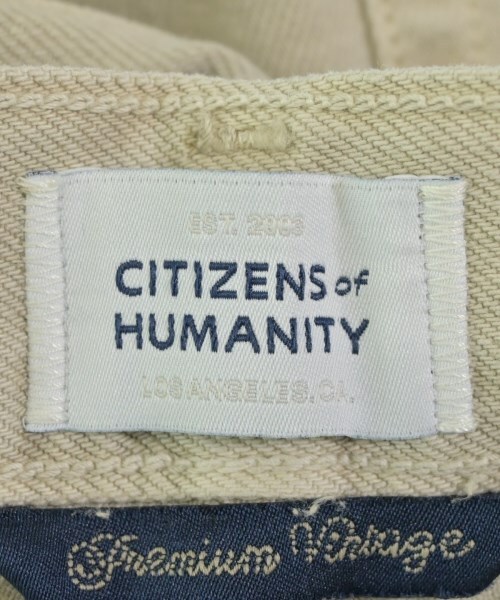 EST. 2003
CITIZENS of
HUMANITY
LOS ANGELES, CA.
Premium Vintage